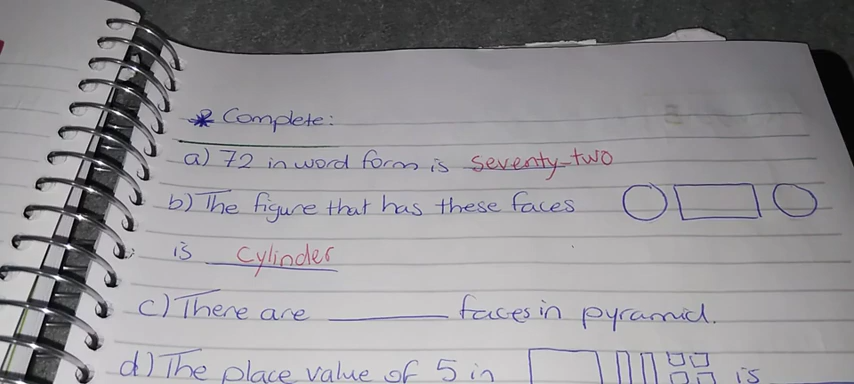 * Complete:
a) 72 in word form is seventy-two
b) The figure that has these faces
is cylinder
c) There are ______ faces in pyramid.
d) The place value of 5 in is